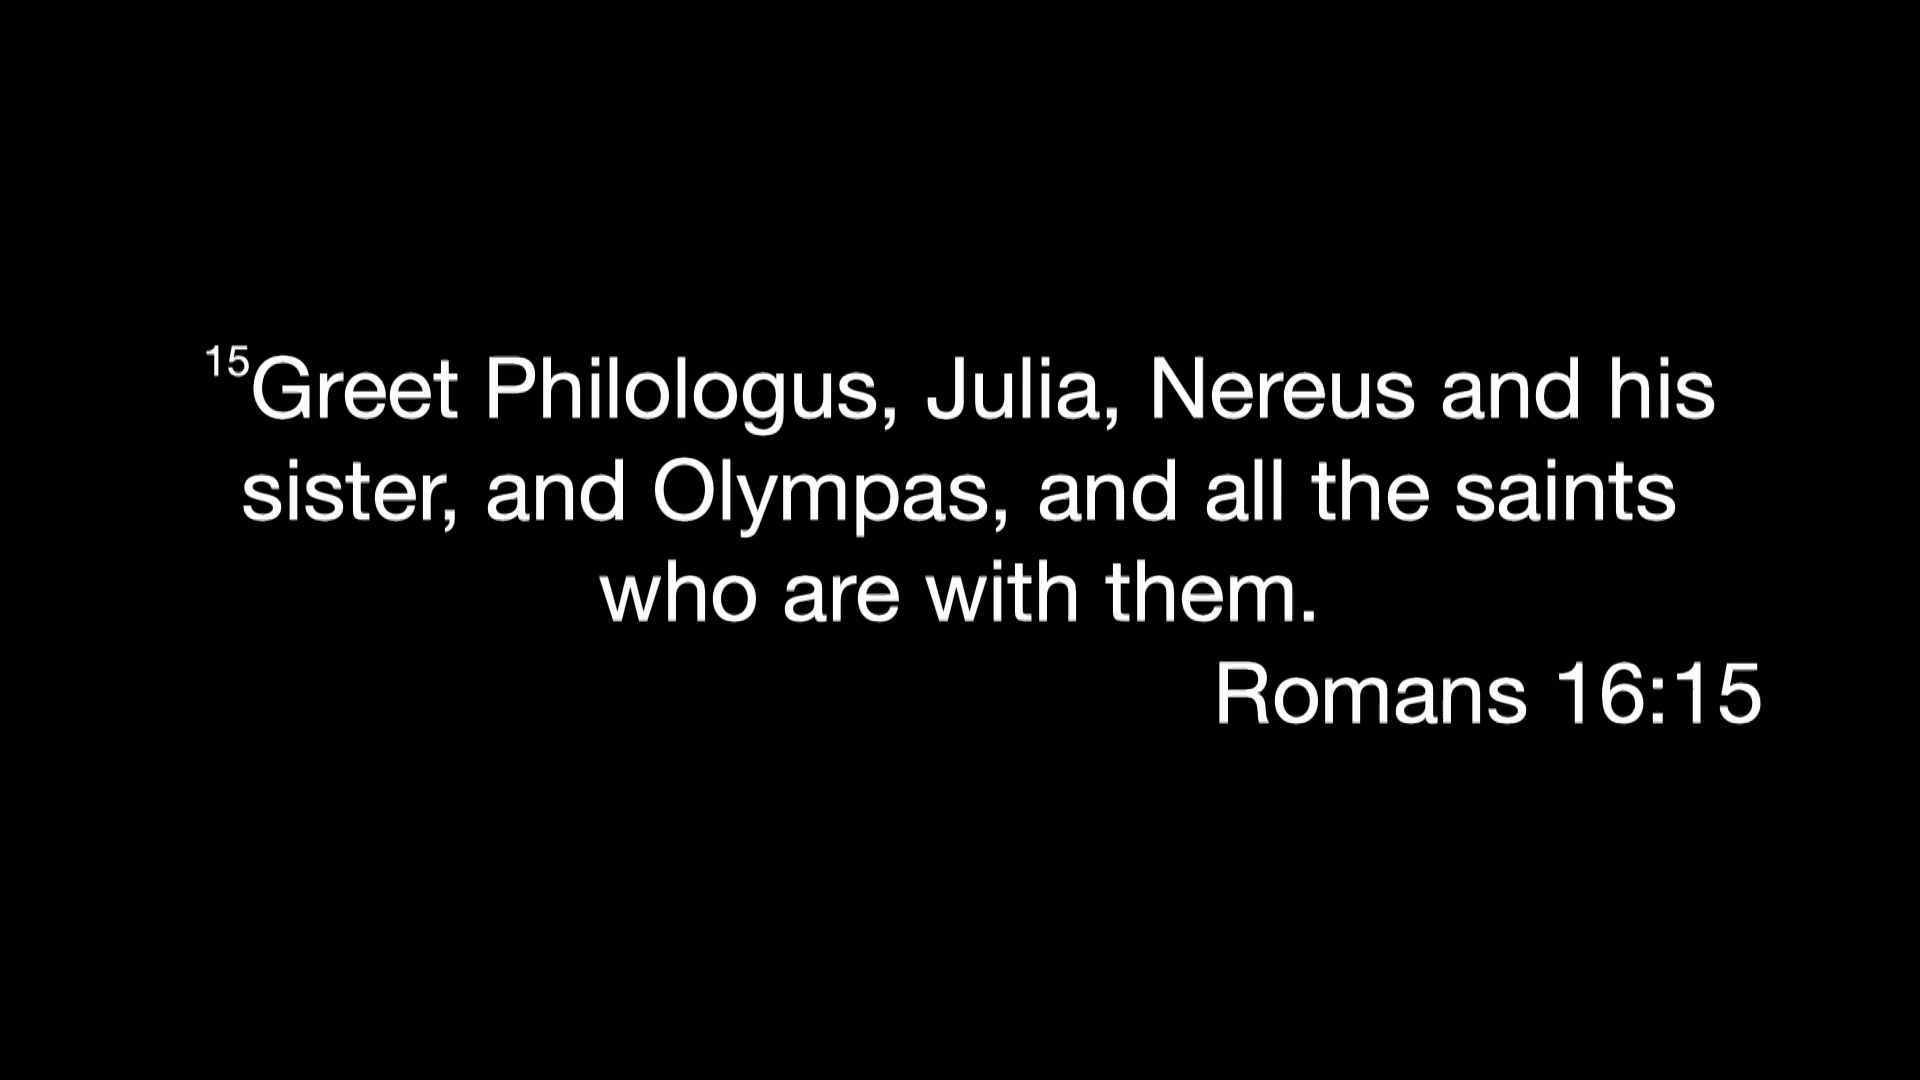 15Greet Philologus, Julia, Nereus and his
sister, and Olympas, and all the saints
who are with them.
Romans 16:15